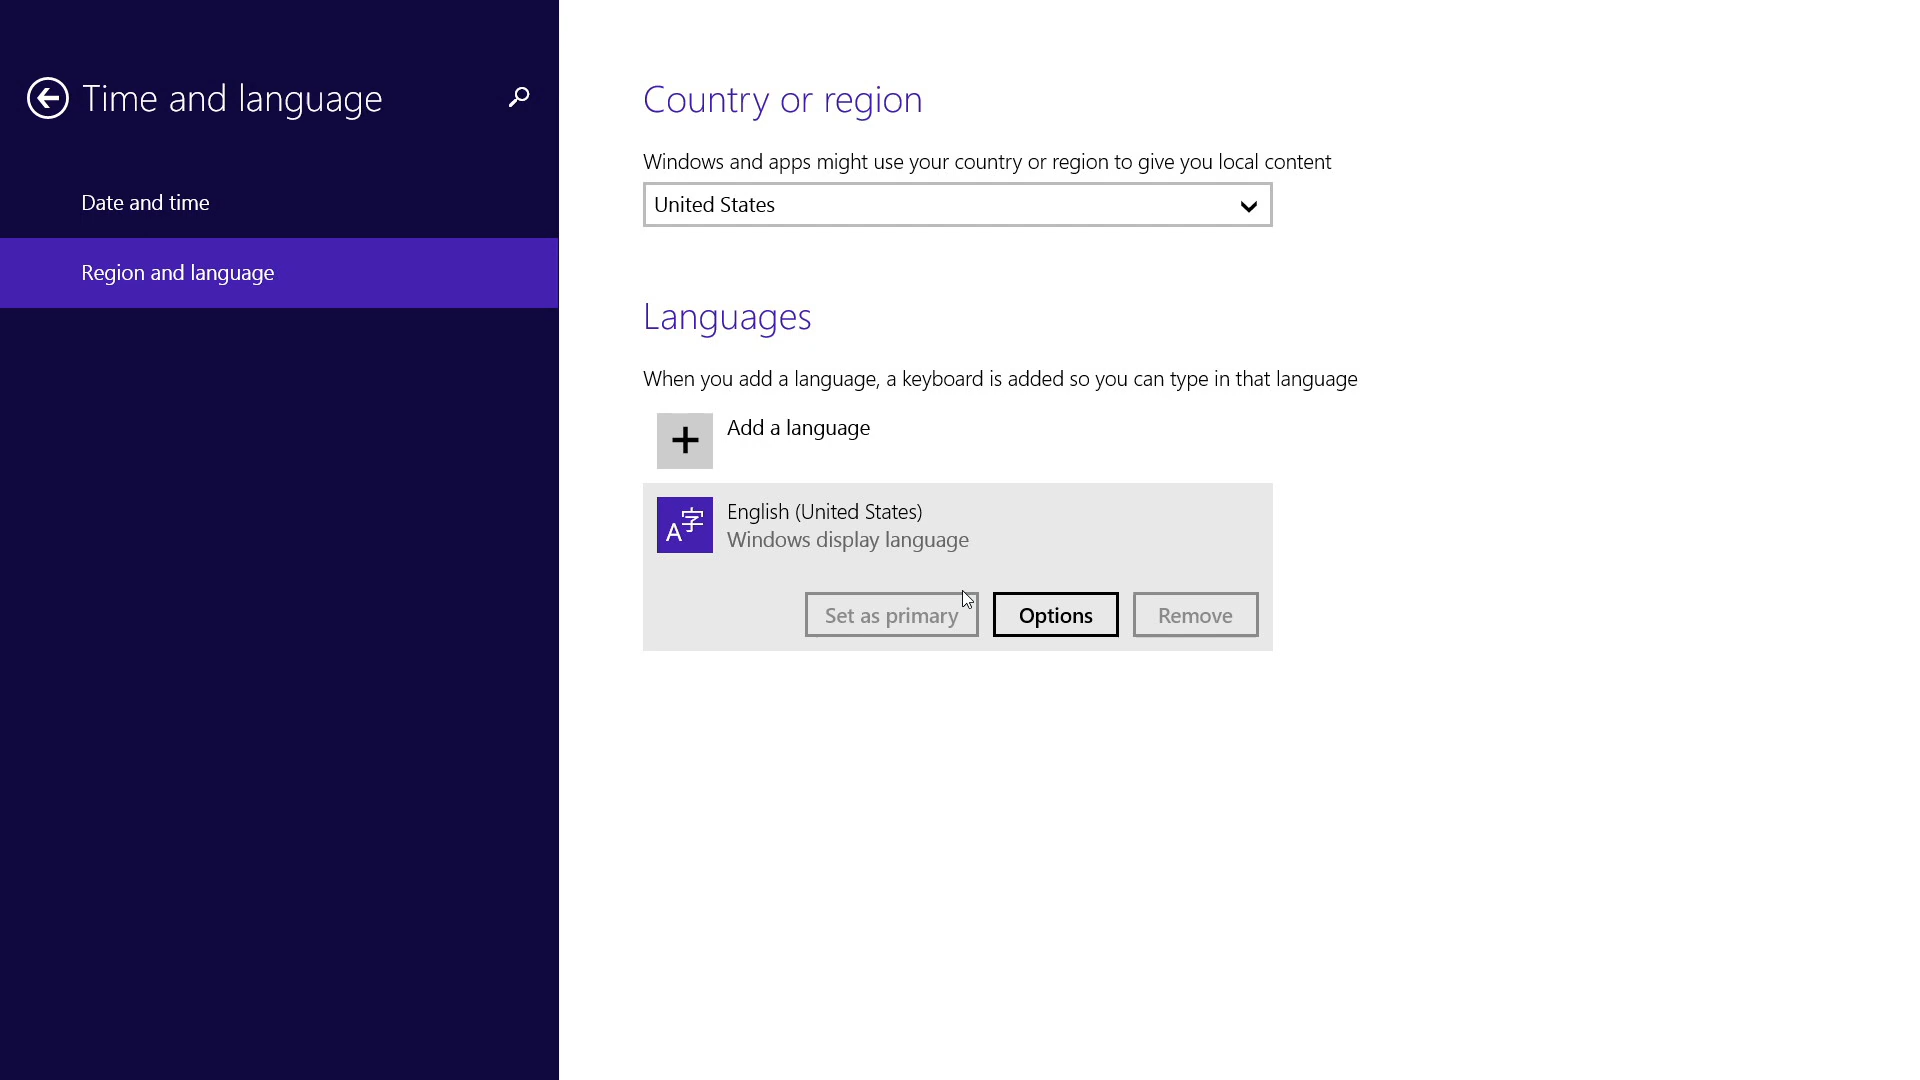 Time and language
Date and time
Region and language
Country or region
Windows and apps might use your country or region to give you local content
United States
Languages
When you add a language, a keyboard is added so you can type in that language
Add a language
A字
English (United States)
Windows display language
Set as primary
Options
Remove